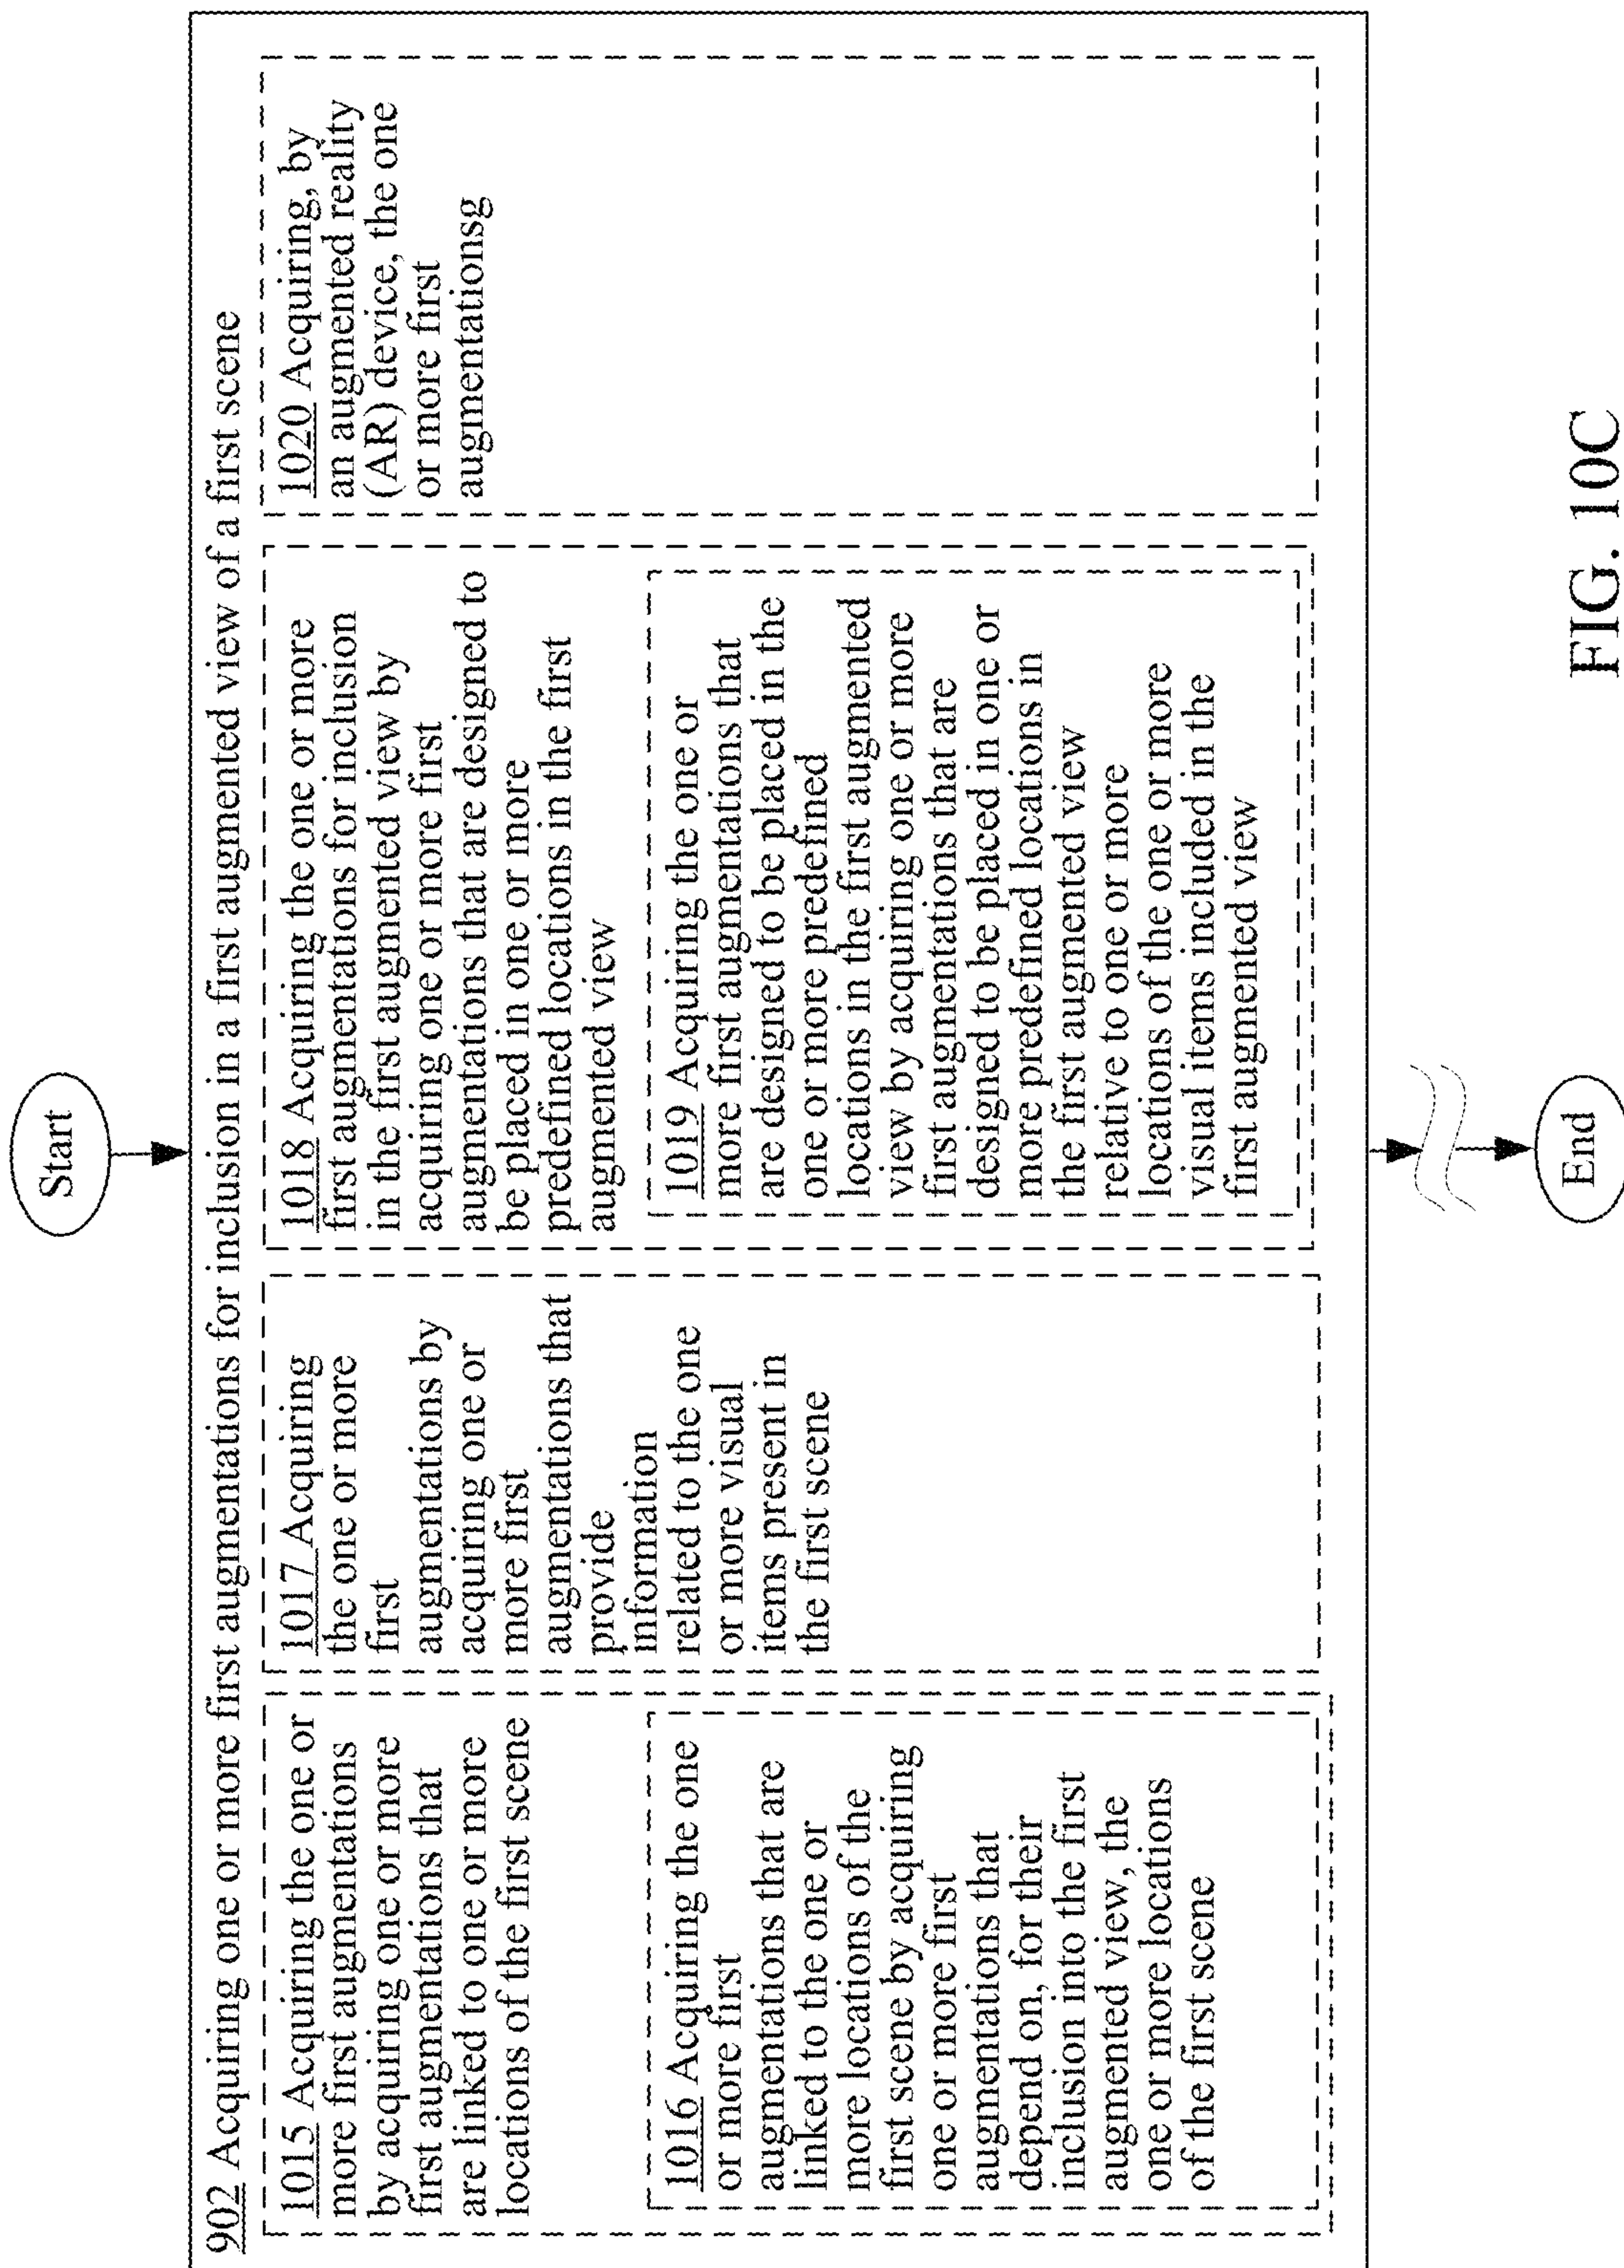 Start
902 Acquiring one or more first augmentations for inclusion in a first augmented view of a first scene
1015 Acquiring the one or
more first augmentations
by acquiring one or more
first augmentations that
are linked to one or more
locations of the first scene
1016 Acquiring the one
or more first
augmentations that are
linked to the one or
more locations of the
first scene by acquiring
one or more first
augmentations that
depend on, for their
inclusion into the first
augmented view, the
one or more locations
of the first scene
1017 Acquiring
the one or more
first
augmentations by
acquiring one or
more first
augmentations that
provide
information
related to the one
or more visual
items present in
the first scene
1018 Acquiring the one or more
first augmentations for inclusion
in the first augmented view by
acquiring one or more first
augmentations that are designed to
be placed in one or more
predefined locations in the first
augmented view
1019 Acquiring the one or
more first augmentations that
are designed to be placed in the
one or more predefined
locations in the first augmented
view by acquiring one or more
first augmentations that are
designed to be placed in one or
more predefined locations in
the first augmented view
relative to one or more
locations of the one or more
visual items included in the
first augmented view
1020 Acquiring, by
an augmented reality
(AR) device, the one
or more first
augmentationsg
End
FIG. 10C